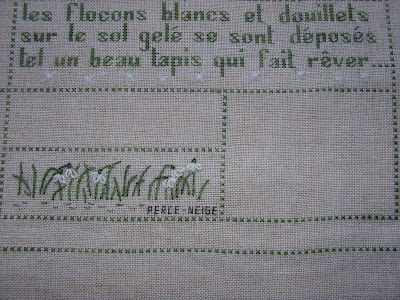 les flocons blancs et douillets
sur le sol gelé se sont déposés
tel un beau tapis qui fait rêver...
PERLE-NEIGE